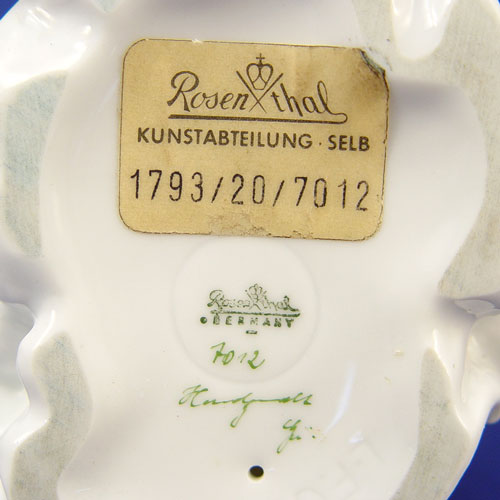 Rosenthal
KUNSTABTEILUNG · SELB
1793/20/7012
Rosenthal
GERMANY
7012
Handgemalt